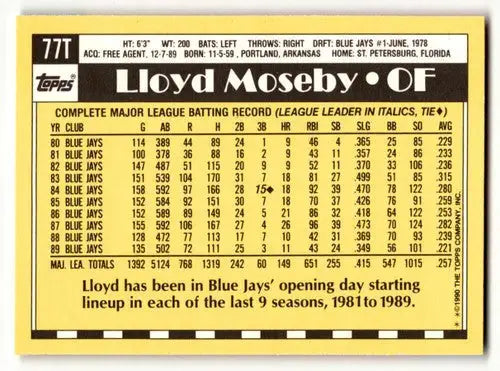 77T
HT: 6'3" WT: 200 BATS: LEFT THROWS: RIGHT DRFT: BLUE JAYS #1-JUNE, 1978
ACQ: FREE AGENT, 12-7-89 BORN: 11-5-59, PORTLAND, ARKANSAS HOME: ST. PETERSBURG, FLORIDA
Topps Lloyd Moseby • OF
COMPLETE MAJOR LEAGUE BATTING RECORD (LEAGUE LEADER IN ITALICS, TIE♦)
YR CLUB G AB R H 2B 3B HR RBI SB SLG BB SO AVG
80 BLUE JAYS 114 389 44 89 24 1 9 46 4 .365 25 85 .229
81 BLUE JAYS 100 378 36 88 16 2 9 43 11 .357 24 86 .233
82 BLUE JAYS 147 487 51 115 20 9 9 52 11 .370 33 106 .236
83 BLUE JAYS 151 539 104 170 31 7 18 81 27 .499 51 85 .315
84 BLUE JAYS 158 592 97 166 28 15♦ 18 92 39 .470 78 122 .280
85 BLUE JAYS 152 584 92 151 30 7 18 70 37 .426 76 91 .259
86 BLUE JAYS 152 589 89 149 24 5 21 86 32 .418 64 122 .253
87 BLUE JAYS 155 592 106 167 27 4 26 96 39 .473 70 124 .282
88 BLUE JAYS 128 472 77 113 17 7 10 42 31 .369 70 93 .239
89 BLUE JAYS 135 502 72 111 25 3 11 43 24 .349 56 101 .221
MAJ. LEA. TOTALS 1392 5124 768 1319 242 60 149 651 255 .415 547 1015 .257
Lloyd has been in Blue Jays' opening day starting
lineup in each of the last 9 seasons, 1981 to 1989.
* *©1990 THE TOPPS COMPANY, INC.